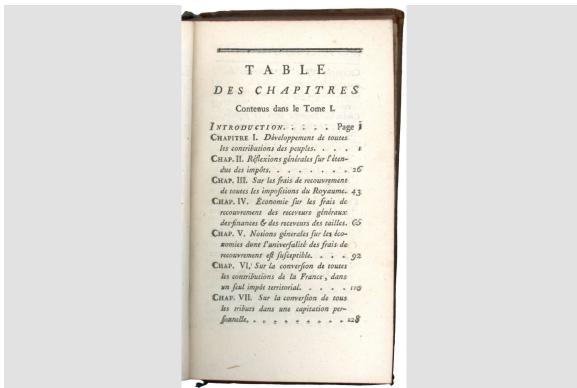 TABLE
DES CHAPITRES
Contenus dans le Tome I.
INTRODUCTION. . . . . Page j
CHAPITRE I. Développement de toutes
les contributions des peuples. . . . 1
CHAP. II. Réflexions générales sur l'éten-
due des impôts. . . . . . . . 26
CHAP. III. Sur les frais de recouvrement
de toutes les impositions du Royaume. 43
CHAP. IV. Économie sur les frais de
recouvrement des receveurs généraux
des finances & des receveurs des tailles. 65
CHAP. V. Notions générales sur les éco-
nomies dont l'universalité des frais de
recouvrement est susceptible. . . . 92
CHAP. VI. Sur la conversion de toutes
les contributions de la France, dans
un seul impôt territorial. . . . . 110
CHAP. VII. Sur la conversion de tous
les tributs dans une capitation per-
sonnelle. . . . . . . . . 128